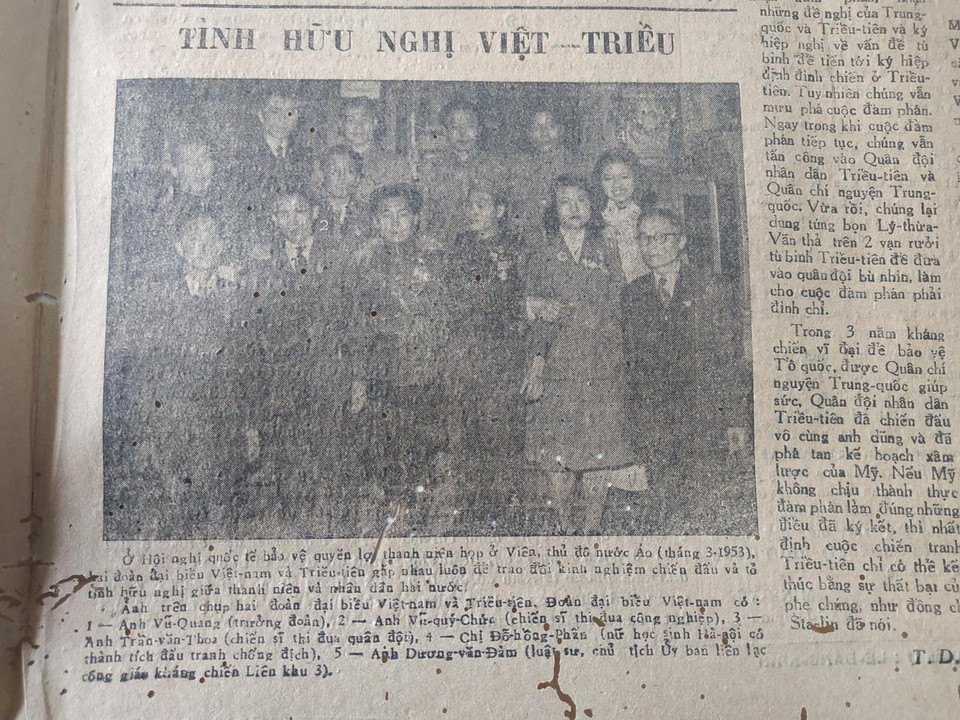 TÌNH HỮU NGHỊ VIỆT—TRIỀU
2
Ở Hội nghị quốc tế bảo vệ quyền lợi thanh niên họp ở Viên, thủ đô nước Áo (tháng 3-1953),
hai đoàn đại biểu Việt-nam và Triều-tiên gặp nhau luôn để trao đổi kinh nghiệm chiến đấu và tỏ
tình hữu nghị giữa thanh niên và nhân dân hai nước.
Ảnh trên chụp hai đoàn đại biểu Việt-nam và Triều-tiên. Đoàn đại biểu Việt-nam có :
1 — Anh Vũ-Quang (trưởng đoàn), 2 — Anh Vũ-quý-Chức (chiến sĩ thi đua công nghiệp), 3 —
Anh Trần-văn-Thoa (chiến sĩ thi đua quân đội), 4 — Chị Đỗ-hồng-Phấn (nữ học sinh Hà-nội có
thành tích đấu tranh chống địch), 5 — Anh Dương-văn-Đàm (luật sư, chủ tịch Ủy ban liên lạc
công giáo kháng chiến Liên khu 3).
những đề nghị của Trung-
quốc và Triều-tiên và ký
hiệp nghị về vấn đề tù
binh để tiến tới ký hiệp
định đình chiến ở Triều-
tiên. Tuy nhiên chúng vẫn
mưu phá cuộc đàm phán.
Ngay trong khi cuộc đàm
phán tiếp tục, chúng vẫn
tấn công vào Quân đội
nhân dân Triều-tiên và
Quân chí nguyện Trung-
quốc. Vừa rồi, chúng lại
dung túng bọn Lý-thừa-
Vãn thả trên 2 vạn rưởi
tù binh Triều-tiên để đưa
vào quân đội bù nhìn, làm
cho cuộc đàm phán phải
đình chỉ.
Trong 3 năm kháng
chiến vĩ đại để bảo vệ
Tổ quốc, được Quân chí
nguyện Trung-quốc giúp
sức, Quân đội nhân dân
Triều-tiên đã chiến đấu
vô cùng anh dũng và đã
phá tan kế hoạch xâm
lược của Mỹ. Nếu Mỹ
không chịu thành thực
đàm phán làm đúng những
điều đã ký kết, thì nhất
định cuộc chiến tranh
Triều-tiên chỉ có thể kết
thúc bằng sự thất bại của
phe chúng, như đồng chí
Sta-lin đã nói.
T. D.